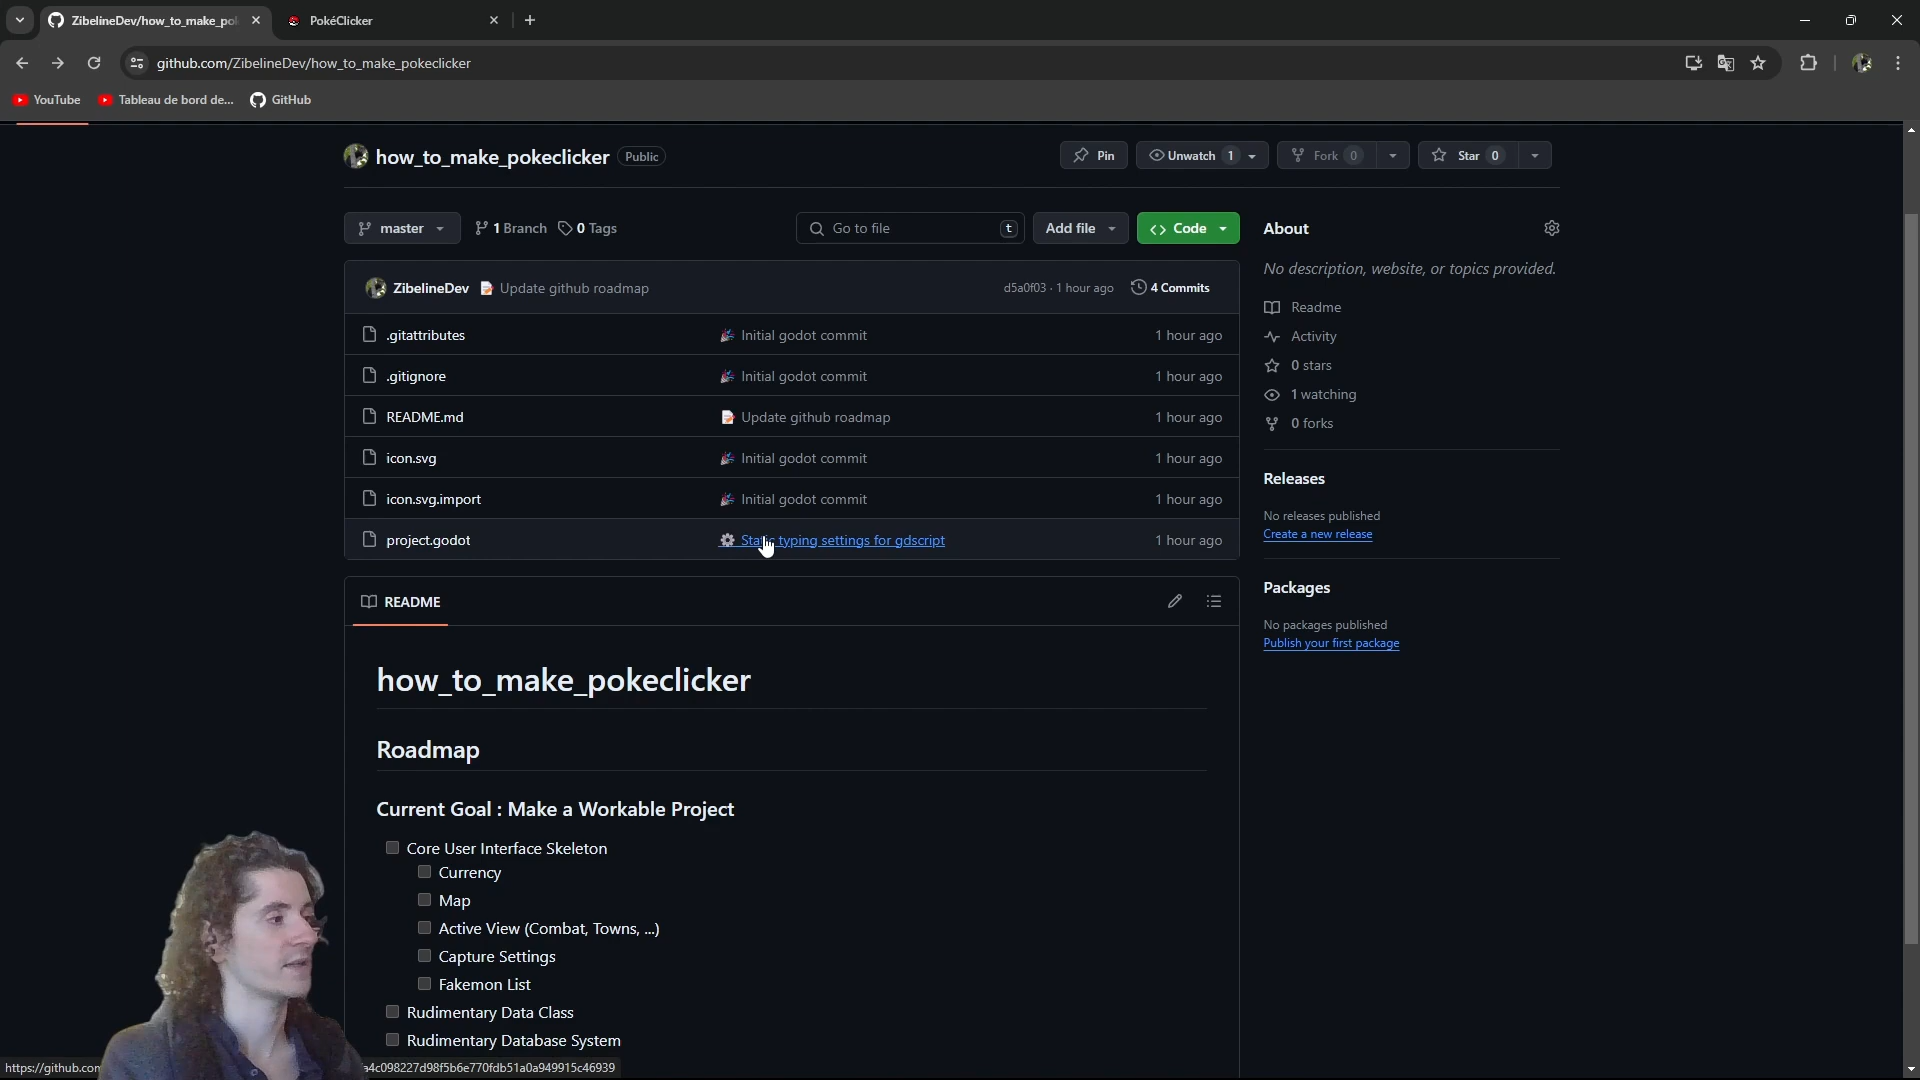 ZibelineDev/how_to_make_pok
PokéClicker
github.com/ZibelineDev/how_to_make_pokeclicker
YouTube
Tableau de bord de...
GitHub
how_to_make_pokeclicker
Public
Pin
Unwatch 1
Fork 0
Star 0
master
1 Branch
0 Tags
Go to file
t
Add file
<> Code
ZibelineDev
Update github roadmap
d5a0f03 · 1 hour ago
4 Commits
.gitattributes
Initial godot commit
1 hour ago
.gitignore
Initial godot commit
1 hour ago
README.md
Update github roadmap
1 hour ago
icon.svg
Initial godot commit
1 hour ago
icon.svg.import
Initial godot commit
1 hour ago
project.godot
Static typing settings for gdscript
1 hour ago
README
how_to_make_pokeclicker
Roadmap
Current Goal : Make a Workable Project
Core User Interface Skeleton
Currency
Map
Active View (Combat, Towns, ...)
Capture Settings
Fakemon List
Rudimentary Data Class
Rudimentary Database System
About
No description, website, or topics provided.
Readme
Activity
0 stars
1 watching
0 forks
Releases
No releases published
Create a new release
Packages
No packages published
Publish your first package
https://github.com
a4c098227d98f5b6e770fdb51a0a949915c46939